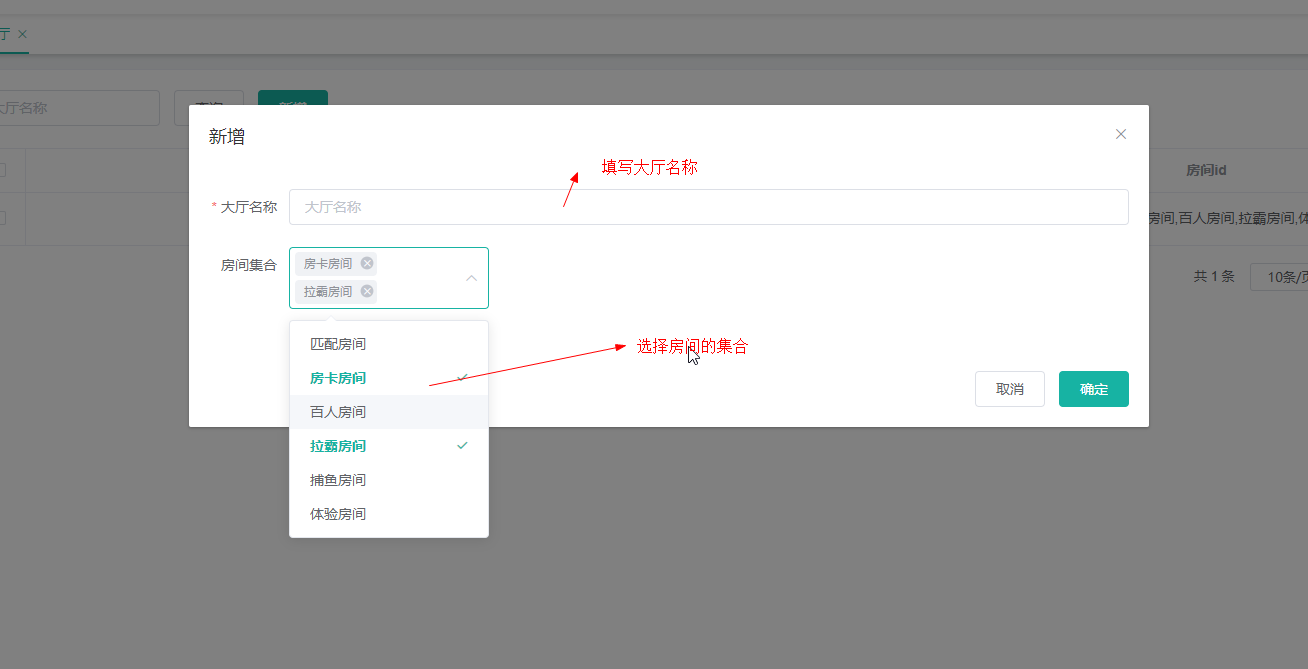 厅
大厅名称
查询
新增
新增
填写大厅名称
房间id
* 大厅名称
大厅名称
房间,百人房间,拉霸房间,体
房间集合
房卡房间
拉霸房间
共 1 条
10条/页
匹配房间
选择房间的集合
房卡房间
取消
确定
百人房间
拉霸房间
捕鱼房间
体验房间